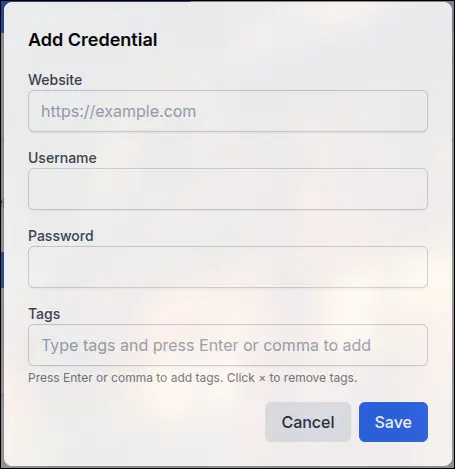 Add Credential
Website
https://example.com
Username
Password
Tags
Type tags and press Enter or comma to add
Press Enter or comma to add tags. Click × to remove tags.
Cancel Save